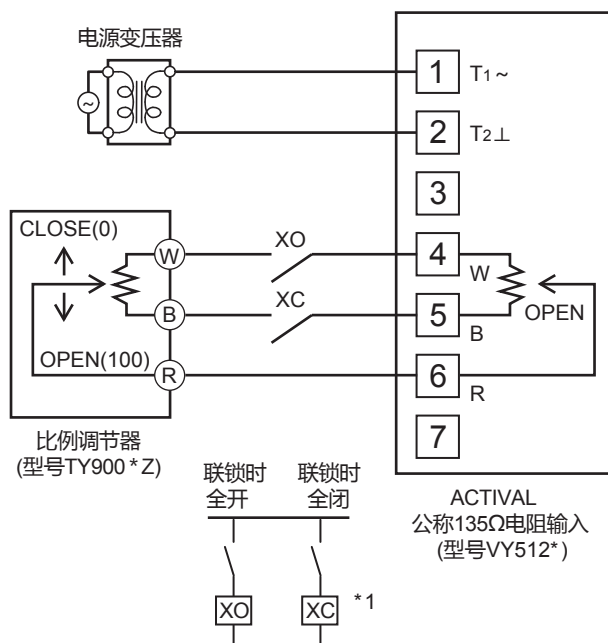 电源变压器
~
1 T1~
2 T2⊥
3
CLOSE(0)
W XO 4 W
OPEN
B XC 5 B
OPEN(100)
R 6 R
7
比例调节器
(型号TY900*Z)
联锁时 联锁时
全开 全闭
XO XC *1
ACTIVAL
公称135Ω电阻输入
(型号VY512*)